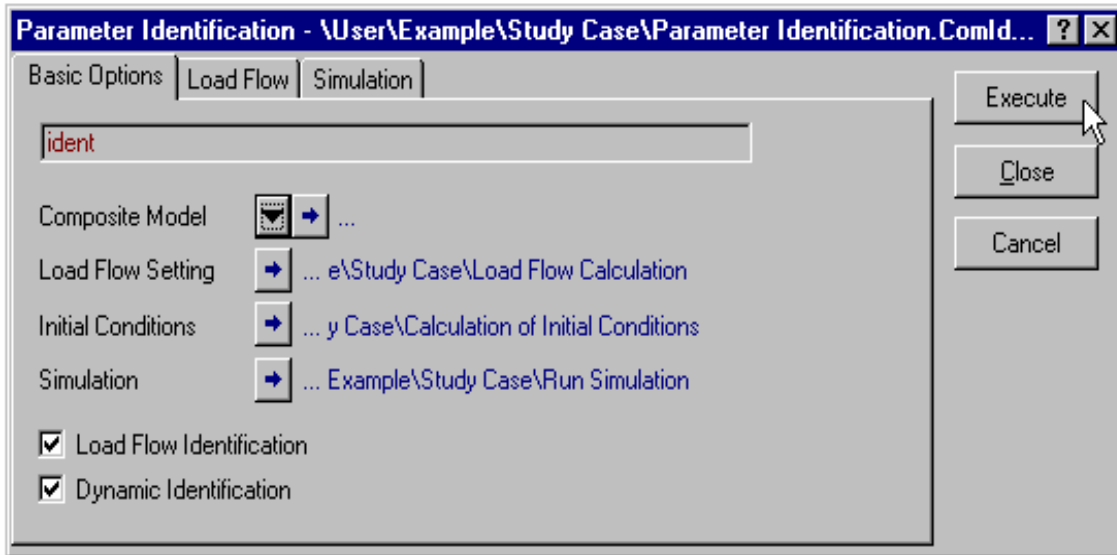 Parameter Identification - \User\Example\Study Case\Parameter Identification.ComId... ? ×
Basic Options Load Flow Simulation
Execute
ident
Close
Composite Model ...
Cancel
Load Flow Setting ... e\Study Case\Load Flow Calculation
Initial Conditions ... y Case\Calculation of Initial Conditions
Simulation ... Example\Study Case\Run Simulation
Load Flow Identification
Dynamic Identification